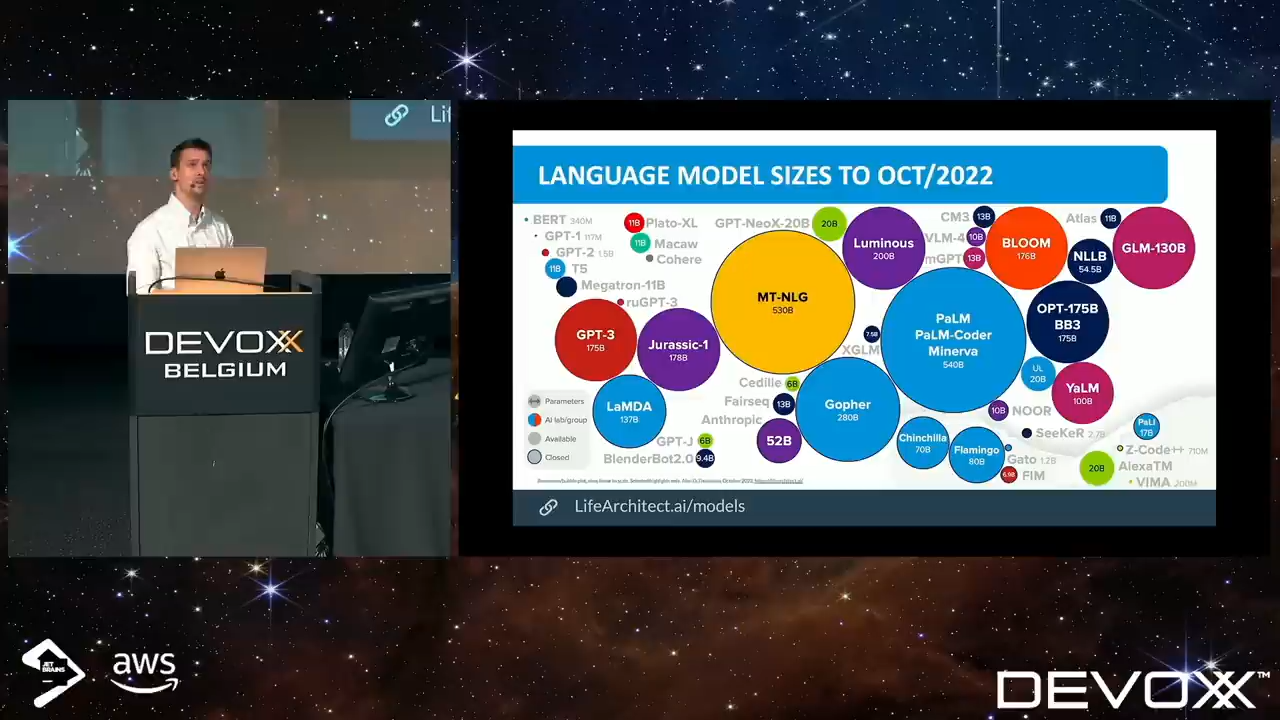 Li
DEVOXX
BELGIUM
LANGUAGE MODEL SIZES TO OCT/2022
BERT 340M
GPT-1 117M
GPT-2 1.5B
11B T5
Megatron-11B
ruGPT-3
11B Plato-XL
11B Macaw
Cohere
GPT-NeoX-20B 20B
Luminous
200B
CM3 13B
VLM-4 10B
mGPT 13B
BLOOM
176B
Atlas 11B
NLLB
54.5B
GLM-130B
MT-NLG
530B
GPT-3
175B
Jurassic-1
178B
7.5B
XGLM
PaLM
PaLM-Coder
Minerva
540B
OPT-175B
BB3
175B
UL
20B
YaLM
100B
LaMDA
137B
Cedille 6B
Fairseq 13B
Anthropic
52B
GPT-J 6B
BlenderBot2.0 9.4B
Gopher
280B
Chinchilla
70B
Flamingo
80B
10B NOOR
SeeKeR 2.7B
Gato 1.2B
6.9B FIM
PaLI
17B
Z-Code++ 710M
20B AlexaTM
VIMA 200M
Parameters
AI lab/group
Available
Closed
LifeArchitect.ai/models
JET
BRAINS
aws
DEVOXX™